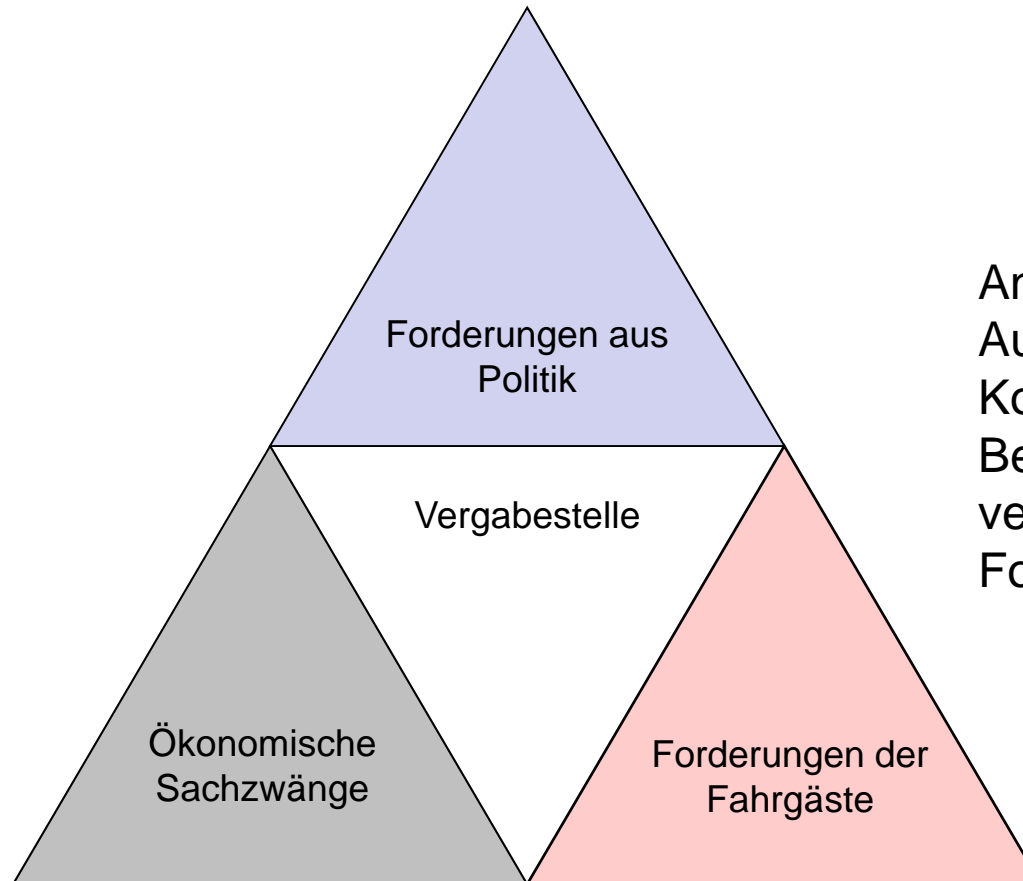 Forderungen aus
Politik
Vergabestelle
Ökonomische
Sachzwänge
Forderungen der
Fahrgäste